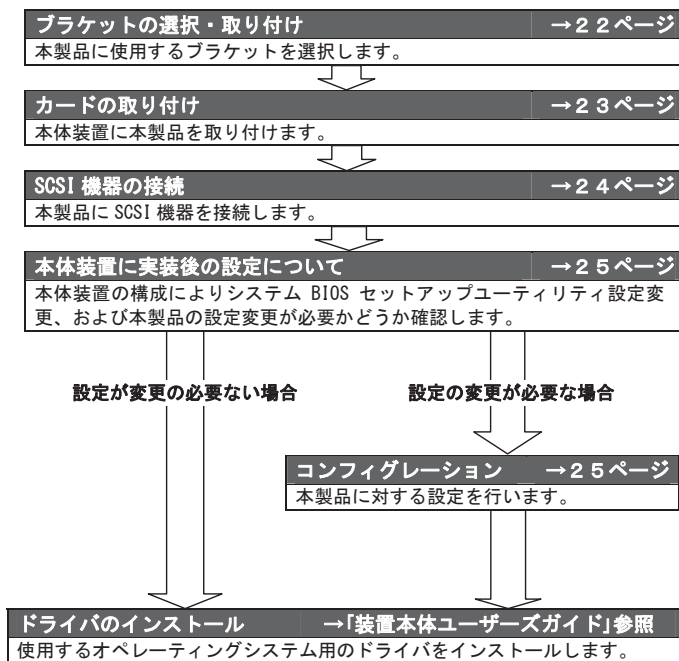 ブラケットの選択・取り付け →22ページ
本製品に使用するブラケットを選択します。
カードの取り付け →23ページ
本体装置に本製品を取り付けます。
SCSI 機器の接続 →24ページ
本製品に SCSI 機器を接続します。
本体装置に実装後の設定について →25ページ
本体装置の構成によりシステム BIOS セットアップユーティリティ設定変
更、および本製品の設定変更が必要かどうか確認します。
設定が変更の必要ない場合 設定の変更が必要な場合
コンフィグレーション →25ページ
本製品に対する設定を行います。
ドライバのインストール →「装置本体ユーザーズガイド」参照
使用するオペレーティングシステム用のドライバをインストールします。